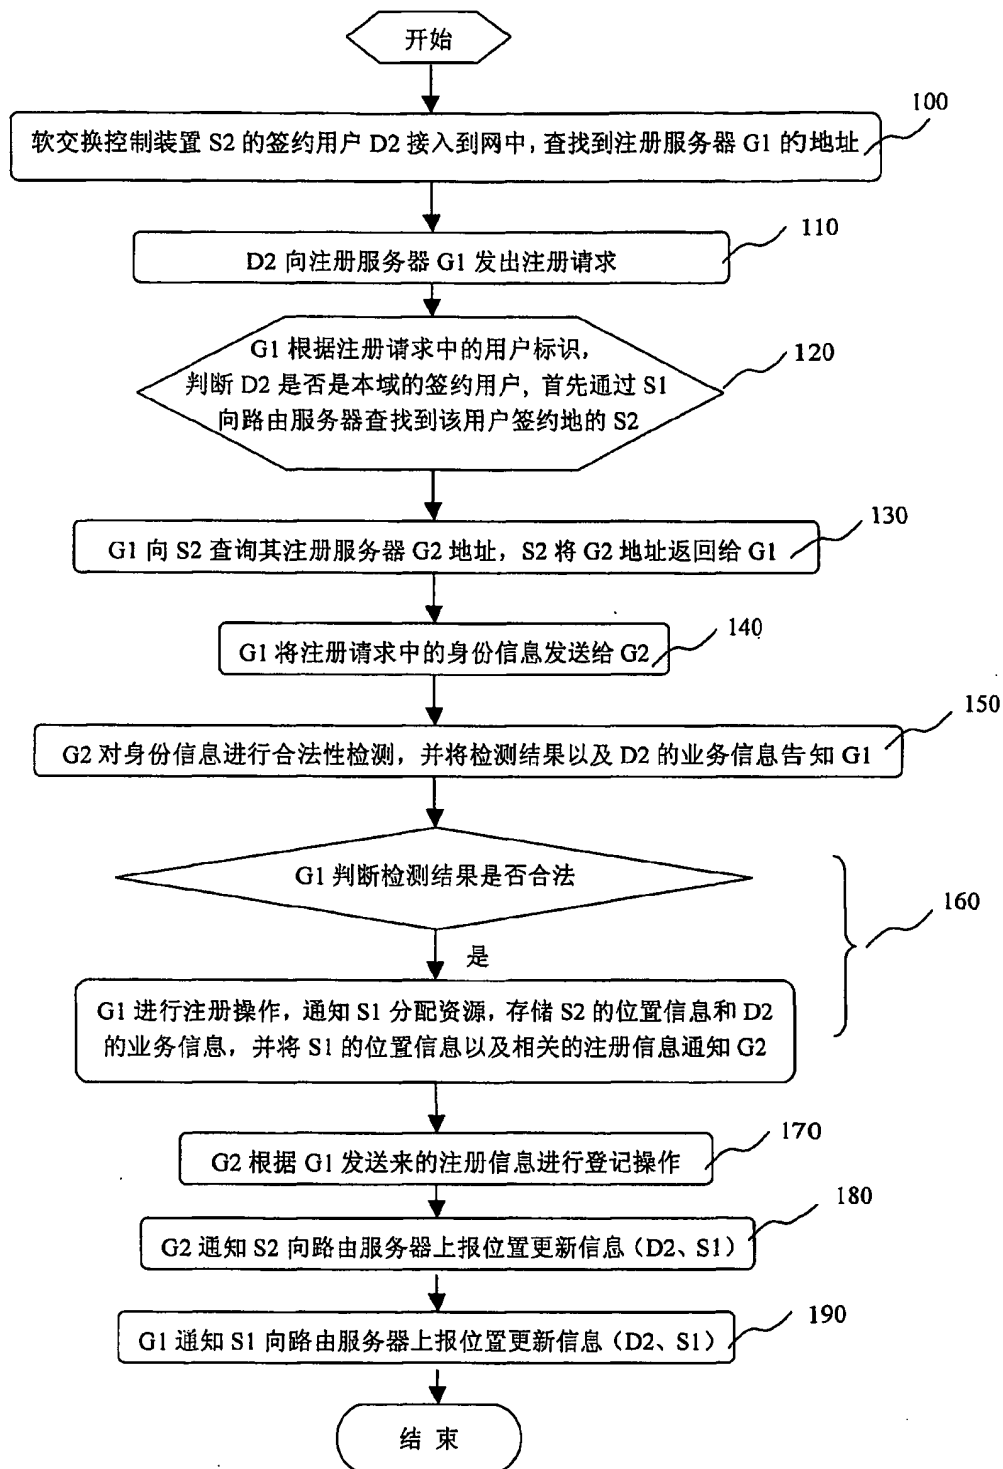 开始
100
软交换控制装置 S2 的签约用户 D2 接入到网中,查找到注册服务器 G1 的地址
110
D2 向注册服务器 G1 发出注册请求
120
G1 根据注册请求中的用户标识,
判断 D2 是否是本域的签约用户,首先通过 S1
向路由服务器查找到该用户签约地的 S2
130
G1 向 S2 查询其注册服务器 G2 地址,S2 将 G2 地址返回给 G1
140
G1 将注册请求中的身份信息发送给 G2
150
G2 对身份信息进行合法性检测,并将检测结果以及 D2 的业务信息告知 G1
G1 判断检测结果是否合法
160
是
G1 进行注册操作,通知 S1 分配资源,存储 S2 的位置信息和 D2
的业务信息,并将 S1 的位置信息以及相关的注册信息通知 G2
170
G2 根据 G1 发送来的注册信息进行登记操作
180
G2 通知 S2 向路由服务器上报位置更新信息(D2、S1)
190
G1 通知 S1 向路由服务器上报位置更新信息(D2、S1)
结 束